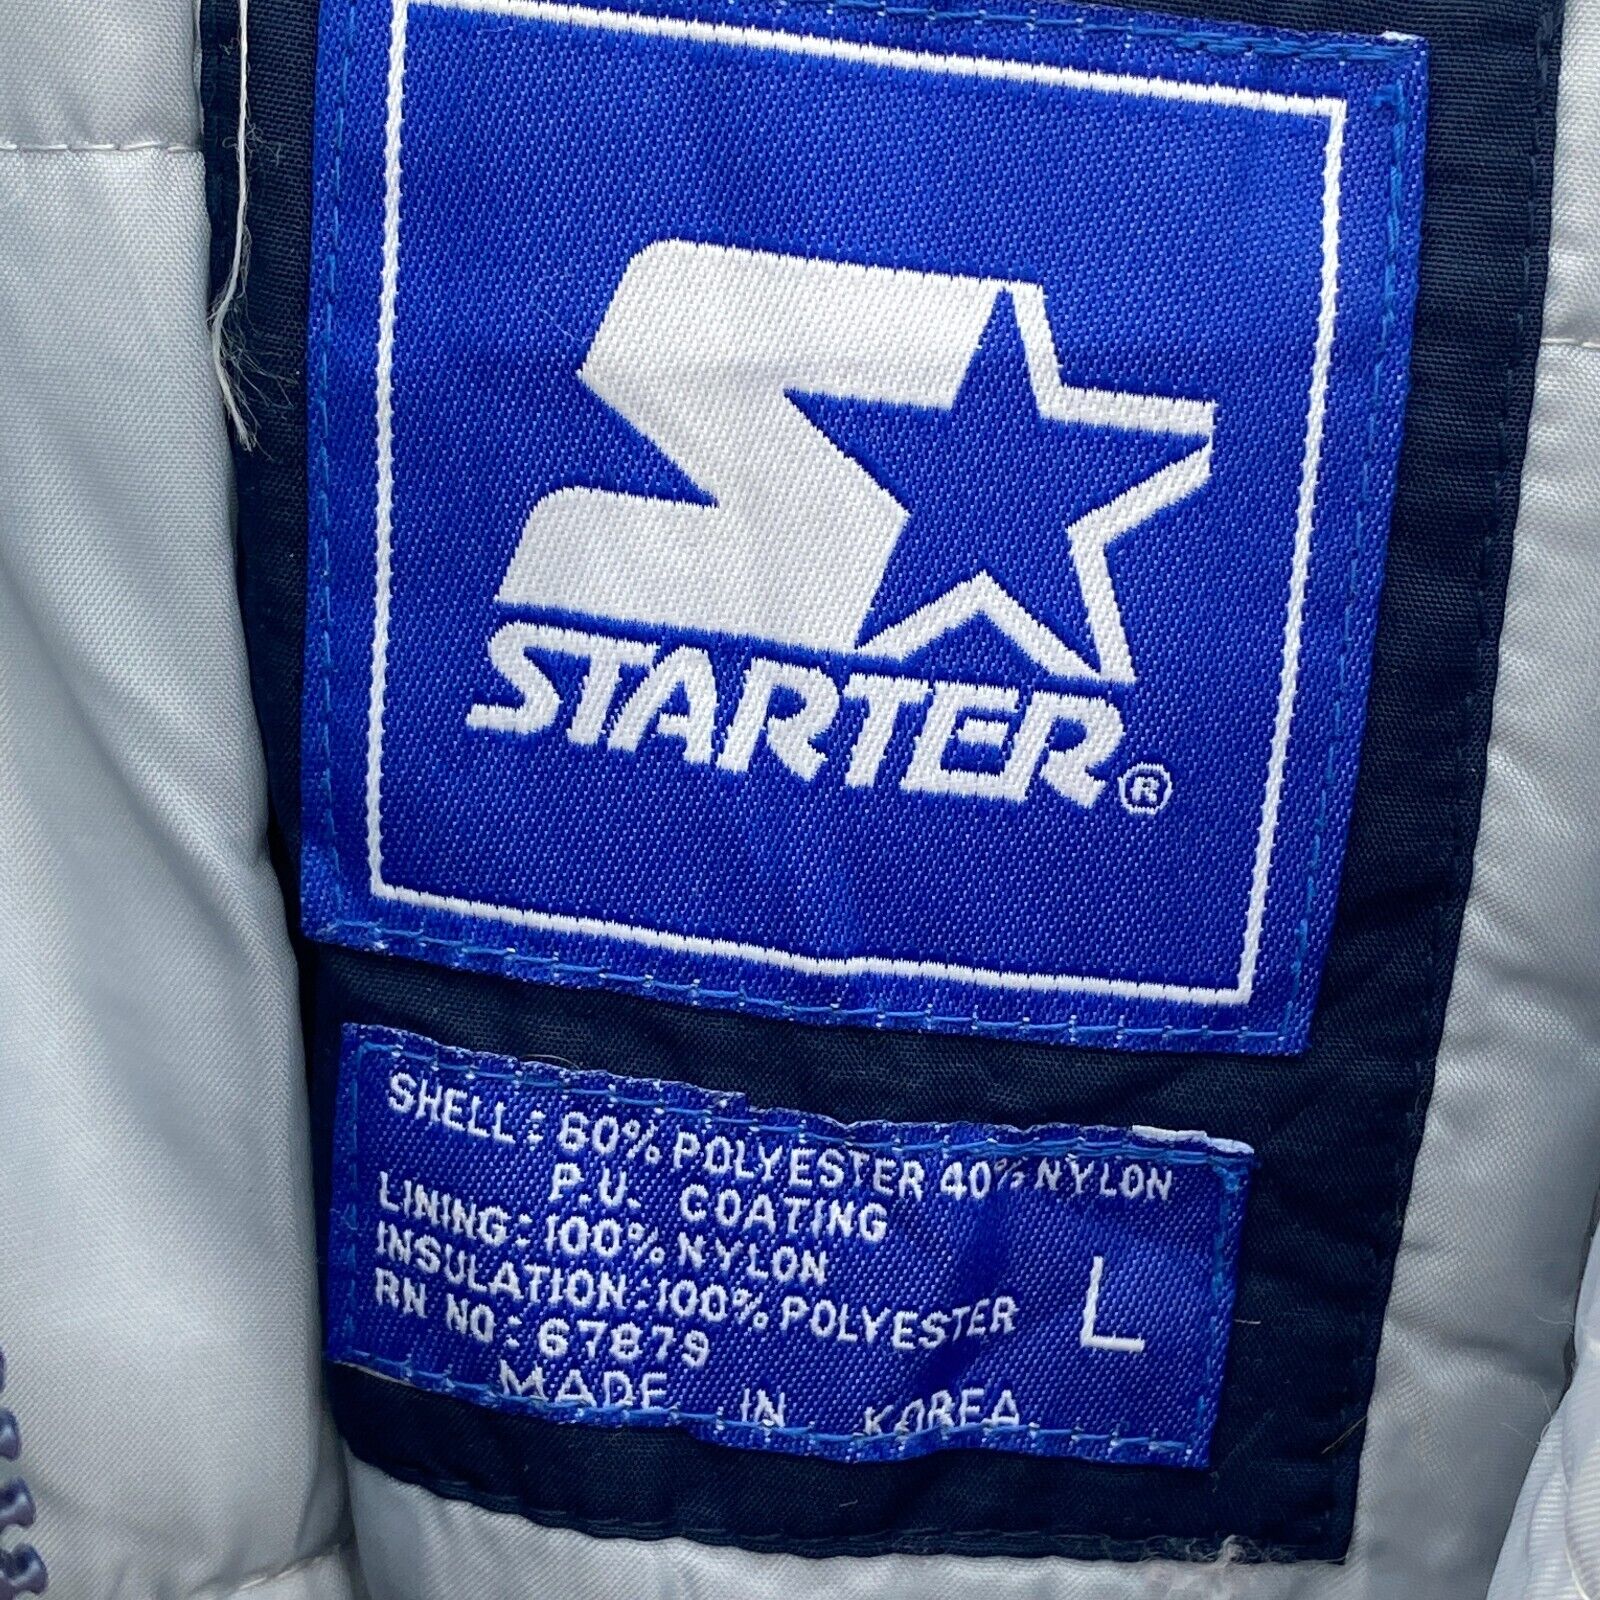 STARTER®
SHELL: 60% POLYESTER 40% NYLON
P.U. COATING
LINING: 100% NYLON
INSULATION: 100% POLYESTER
RN NO: 67879
MADE IN KOREA
L